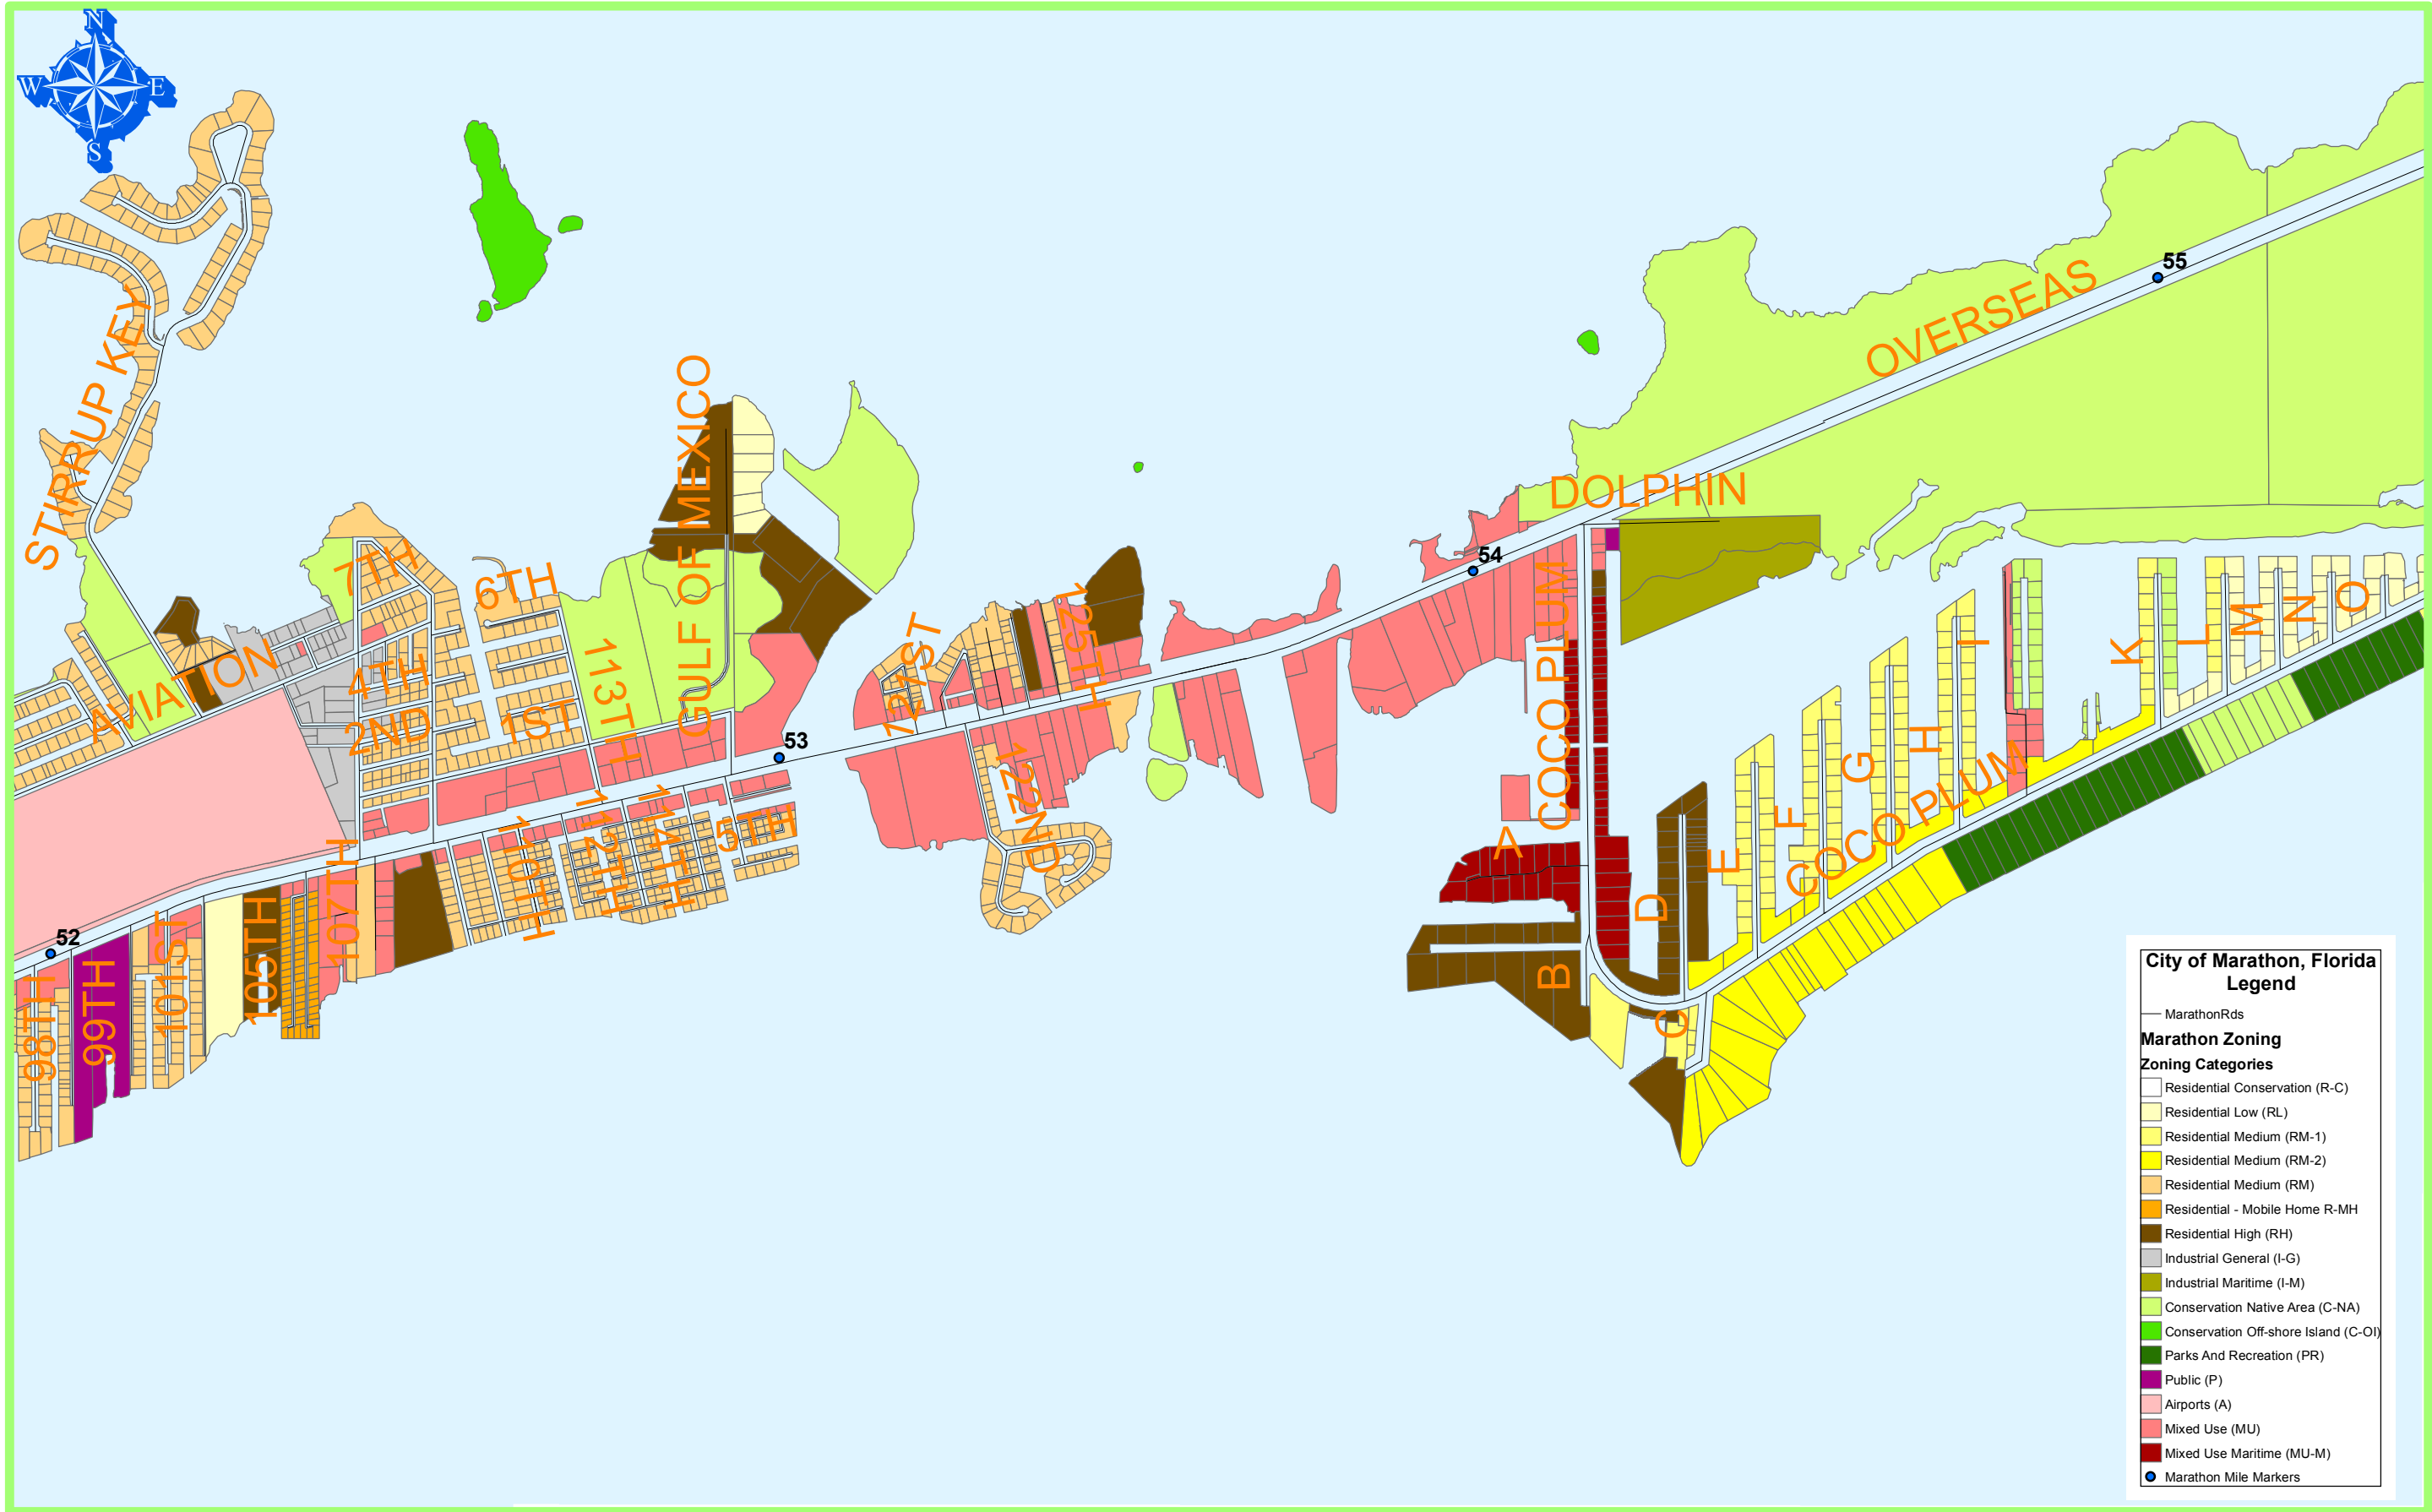 N
W
E
S
STIRRUP KEY
GULF OF MEXICO
OVERSEAS
55
DOLPHIN
54
7TH
6TH
AVIATION
4TH
2ND
1ST
113TH
121ST
125TH
53
122ND
COCO PLUM
I
K
L
M
N
O
H
G
F
E
COCO PLUM
A
D
B
C
5TH
114TH
112TH
110TH
107TH
105TH
101ST
99TH
98TH
52
City of Marathon, Florida
Legend
MarathonRds
Marathon Zoning
Zoning Categories
Residential Conservation (R-C)
Residential Low (RL)
Residential Medium (RM-1)
Residential Medium (RM-2)
Residential Medium (RM)
Residential - Mobile Home R-MH
Residential High (RH)
Industrial General (I-G)
Industrial Maritime (I-M)
Conservation Native Area (C-NA)
Conservation Off-shore Island (C-OI)
Parks And Recreation (PR)
Public (P)
Airports (A)
Mixed Use (MU)
Mixed Use Maritime (MU-M)
Marathon Mile Markers